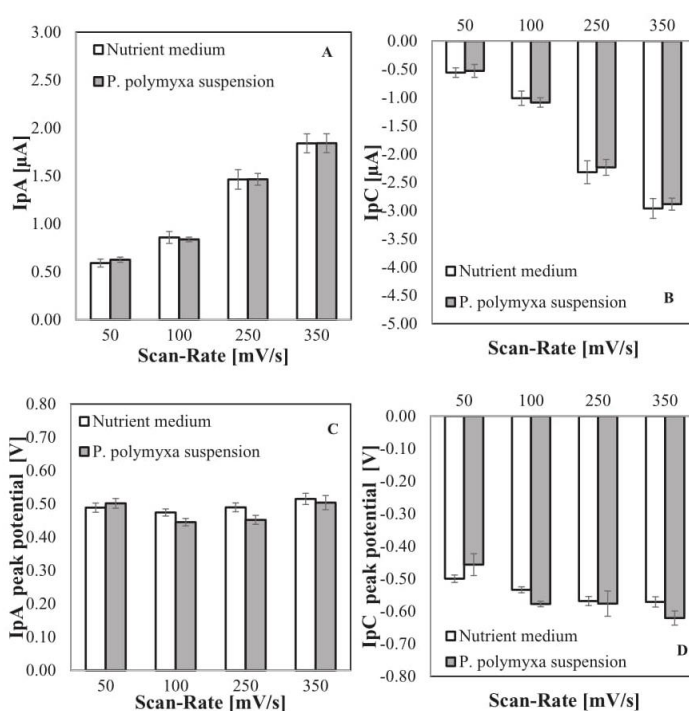 3.00
2.50
2.00
1.50
1.00
0.50
0.00
IpA [µA]
Nutrient medium
P. polymyxa suspension
A
50 100 250 350
Scan-Rate [mV/s]
50 100 250 350
0.00
-0.50
-1.00
-1.50
-2.00
-2.50
-3.00
-3.50
-4.00
-4.50
-5.00
IpC [µA]
Nutrient medium
P. polymyxa suspension
B
Scan-Rate [mV/s]
0.80
0.70
0.60
0.50
0.40
0.30
0.20
0.10
0.00
IpA peak potential [V]
Nutrient medium
P. polymyxa suspension
C
50 100 250 350
Scan-Rate [mV/s]
50 100 250 350
0.00
-0.10
-0.20
-0.30
-0.40
-0.50
-0.60
-0.70
-0.80
IpC peak potential [V]
Nutrient medium
P. polymyxa suspension
D
Scan-Rate [mV/s]